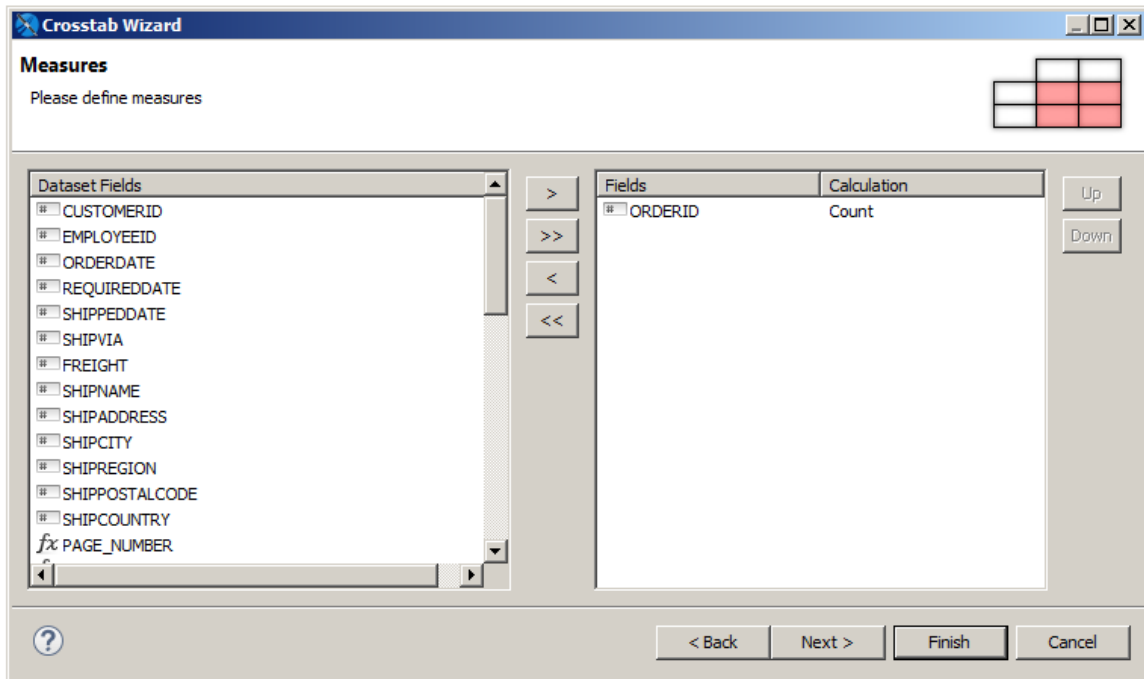 Crosstab Wizard
Measures
Please define measures
Dataset Fields
# CUSTOMERID
# EMPLOYEEID
# ORDERDATE
# REQUIREDDATE
# SHIPPEDDATE
# SHIPVIA
# FREIGHT
# SHIPNAME
# SHIPADDRESS
# SHIPCITY
# SHIPREGION
# SHIPPOSTALCODE
# SHIPCOUNTRY
fx PAGE_NUMBER
>
>>
<
<<
Fields Calculation
# ORDERID Count
Up
Down
?
< Back Next > Finish Cancel